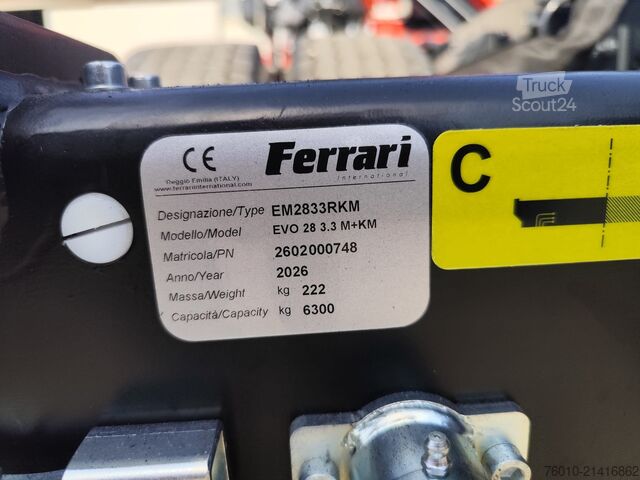 Truck
Scout24
CE
Ferrari
International
Reggio Emilia (ITALY)
www.ferrariinternational.com
C
Designazione/Type EM2833RKM
Modello/Model EVO 28 3.3 M+KM
Matricola/PN 2602000748
Anno/Year 2026
Massa/Weight kg 222
Capacità/Capacity kg 6300
76010-21416862